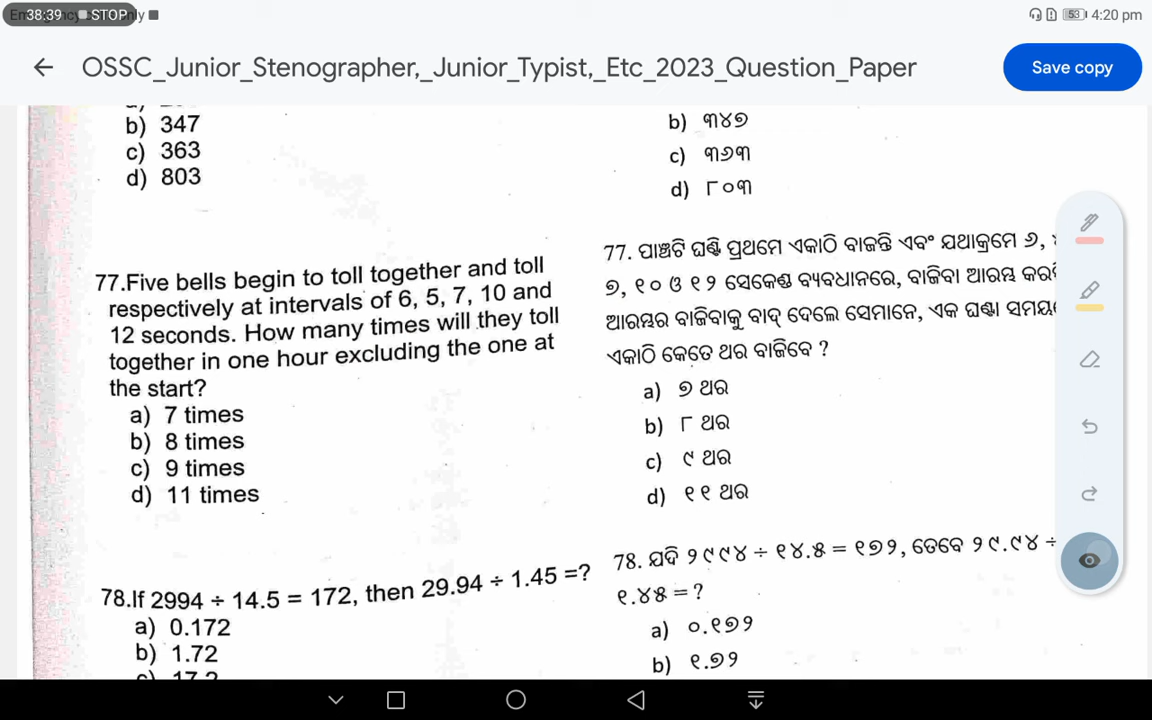 38:39 STOP
53 4:20 pm
OSSC_Junior_Stenographer,_Junior_Typist,_Etc_2023_Question_Paper
Save copy
b) 347
c) 363
d) 803
77.Five bells begin to toll together and toll
respectively at intervals of 6, 5, 7, 10 and
12 seconds. How many times will they toll
together in one hour excluding the one at
the start?
a) 7 times
b) 8 times
c) 9 times
d) 11 times
78.If 2994 ÷ 14.5 = 172, then 29.94 ÷ 1.45 =?
a) 0.172
b) 1.72
c) 17.2
b) ୩୪୭
c) ୩୬୩
d) ୮୦୩
77. ପାଞ୍ଚଟି ଘଣ୍ଟି ପ୍ରଥମେ ଏକାଠି ବାଜନ୍ତି ଏବଂ ଯଥାକ୍ରମେ ୬,
୭, ୧୦ ଓ ୧୨ ସେକେଣ୍ଡ ବ୍ୟବଧାନରେ, ବାଜିବା ଆରମ୍ଭ
ଆରମ୍ଭର ବାଜିବାକୁ ବାଦ୍ ଦେଲେ ସେମାନେ, ଏକ ଘଣ୍ଟା
ଏକାଠି କେତେ ଥର ବାଜିବେ ?
a) ୭ ଥର
b) ୮ ଥର
c) ୯ ଥର
d) ୧୧ ଥର
78. ଯଦି ୨୯୯୪ ÷ ୧୪.୫ = ୧୭୨, ତେବେ ୨୯.୯୪ ÷
୧.୪୫ = ?
a) ୦.୧୭୨
b) ୧.୭୨